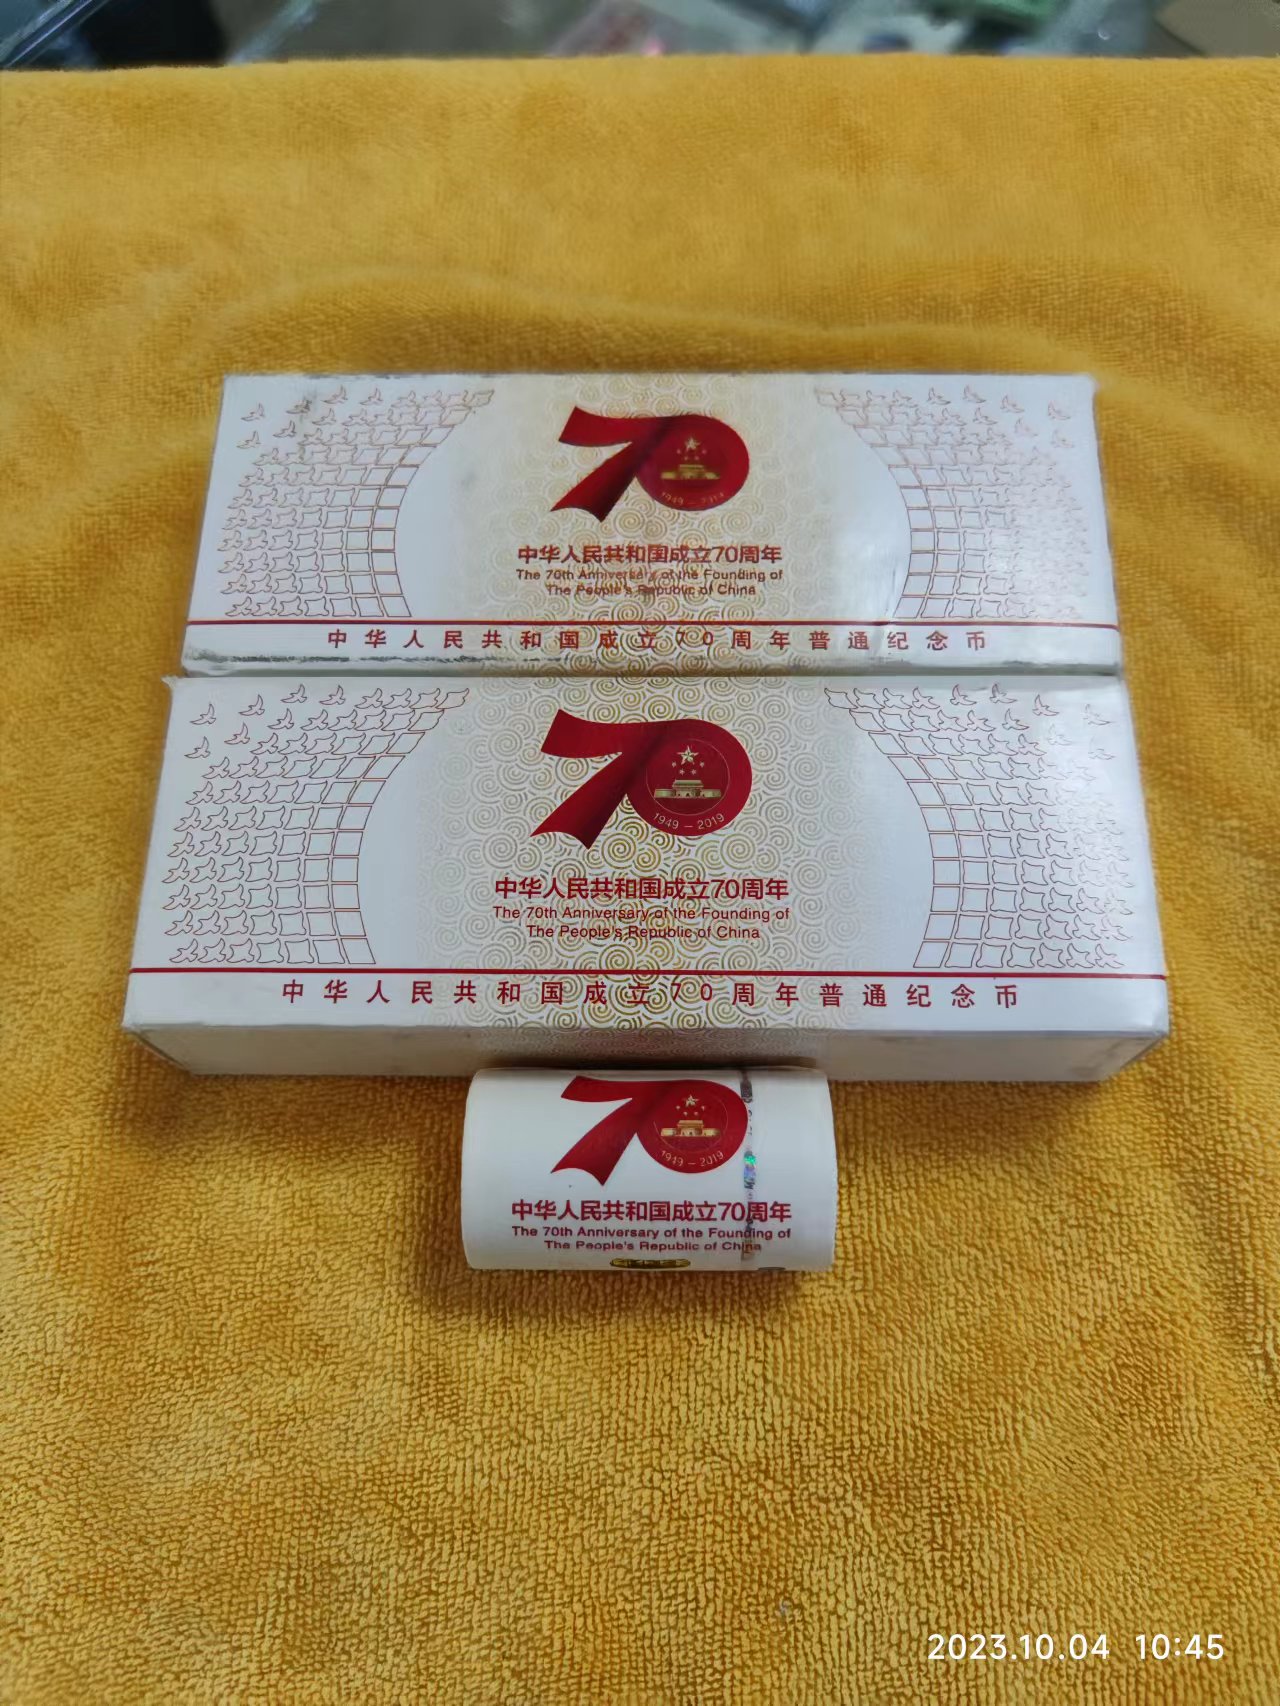 1949 - 2019
中华人民共和国成立70周年
The 70th Anniversary of the Founding of
The People's Republic of China
中华人民共和国成立70周年普通纪念币
70
1949 - 2019
中华人民共和国成立70周年
The 70th Anniversary of the Founding of
The People's Republic of China
中华人民共和国成立70周年普通纪念币
70
1949 - 2019
中华人民共和国成立70周年
The 70th Anniversary of the Founding of
The People's Republic of China
2023.10.04 10:45